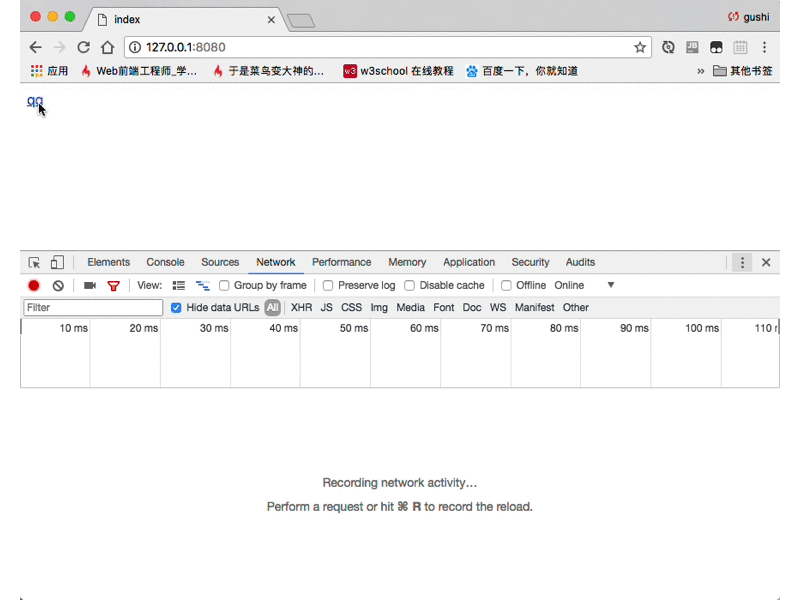 index
gushi
127.0.0.1:8080
应用 Web前端工程师_学... 于是菜鸟变大神的... w3 w3school 在线教程 百度一下，你就知道 » 其他书签
qq
Elements Console Sources Network Performance Memory Application Security Audits
View: Group by frame Preserve log Disable cache Offline Online
Filter Hide data URLs All XHR JS CSS Img Media Font Doc WS Manifest Other
10 ms 20 ms 30 ms 40 ms 50 ms 60 ms 70 ms 80 ms 90 ms 100 ms 110
Recording network activity…
Perform a request or hit ⌘ R to record the reload.